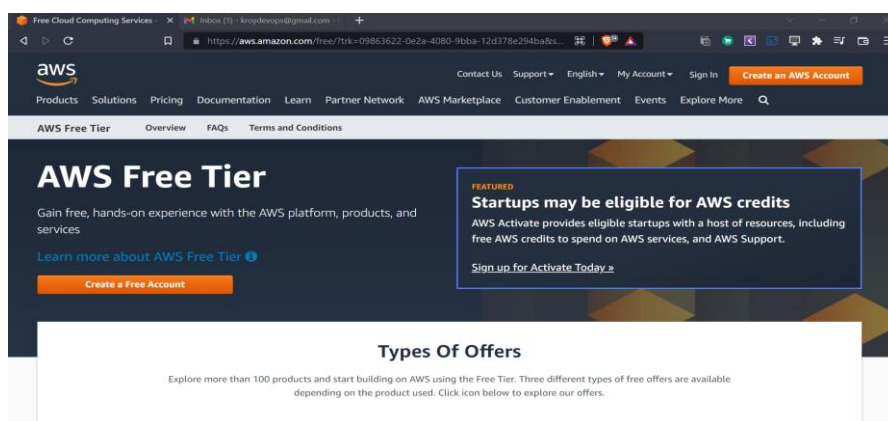 Free Cloud Computing Services -
Inbox (1) - kroydevops@gmail.com -
https://aws.amazon.com/free/?trk=09863622-0e2a-4080-9bba-12d378e294ba&s...
aws
Contact Us Support English My Account Sign In Create an AWS Account
Products Solutions Pricing Documentation Learn Partner Network AWS Marketplace Customer Enablement Events Explore More
AWS Free Tier Overview FAQs Terms and Conditions
AWS Free Tier
Gain free, hands-on experience with the AWS platform, products, and
services
Learn more about AWS Free Tier
Create a Free Account
FEATURED
Startups may be eligible for AWS credits
AWS Activate provides eligible startups with a host of resources, including
free AWS credits to spend on AWS services, and AWS Support.
Sign up for Activate Today »
Types Of Offers
Explore more than 100 products and start building on AWS using the Free Tier. Three different types of free offers are available
depending on the product used. Click icon below to explore our offers.